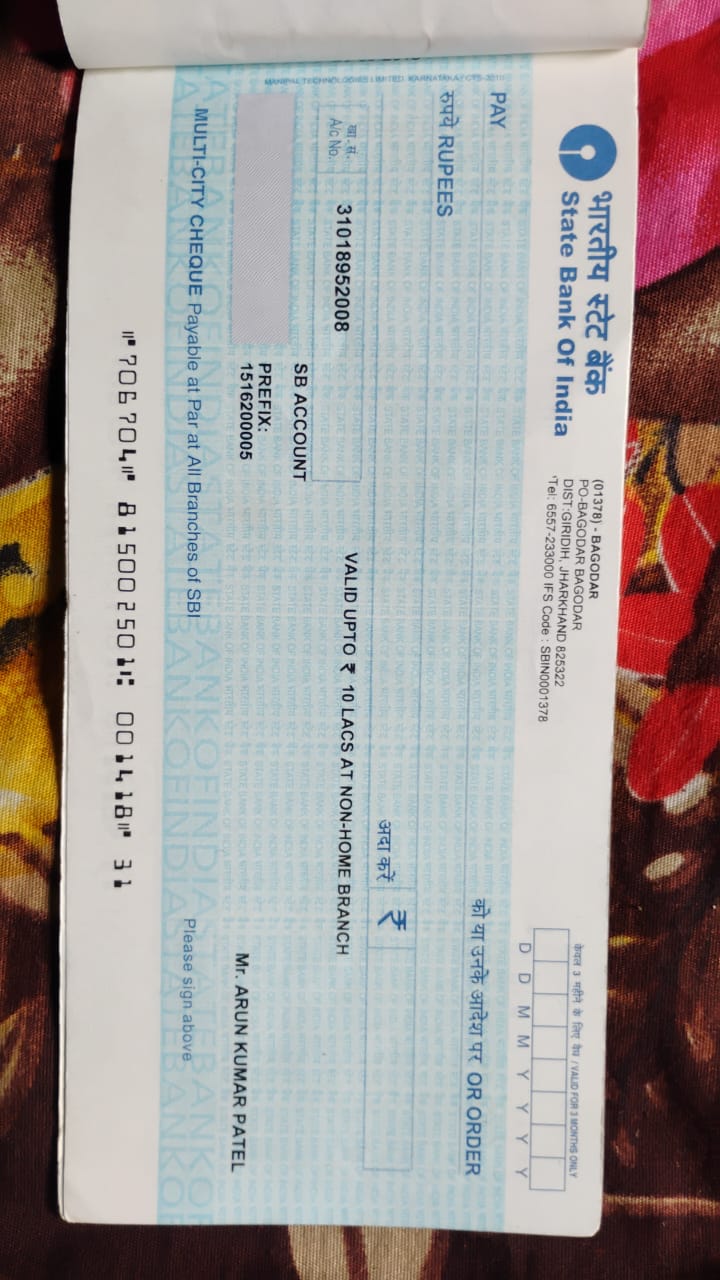 भारतीय स्टेट बैंक
State Bank Of India
(01378) - BAGODAR
PO-BAGODAR BAGODAR
DIST:GIRIDIH, JHARKHAND 825322
Tel: 6557-233000 IFS Code : SBIN0001378
केवल 3 महीने के लिए वैध / VALID FOR 3 MONTHS ONLY
D D M M Y Y Y Y
PAY
को या उनके आदेश पर OR ORDER
रुपये RUPEES
अदा करें ₹
खा. सं.
A/c No.
31018952008
VALID UPTO ₹ 10 LACS AT NON-HOME BRANCH
SB ACCOUNT
PREFIX:
1516200005
Mr. ARUN KUMAR PATEL
MULTI-CITY CHEQUE Payable at Par at All Branches of SBI
Please sign above
MANIPAL TECHNOLOGIES LIMITED, KARNATAKA / CTS-2010
⑈706704⑈ 815002501⑆ 001418⑈ 31